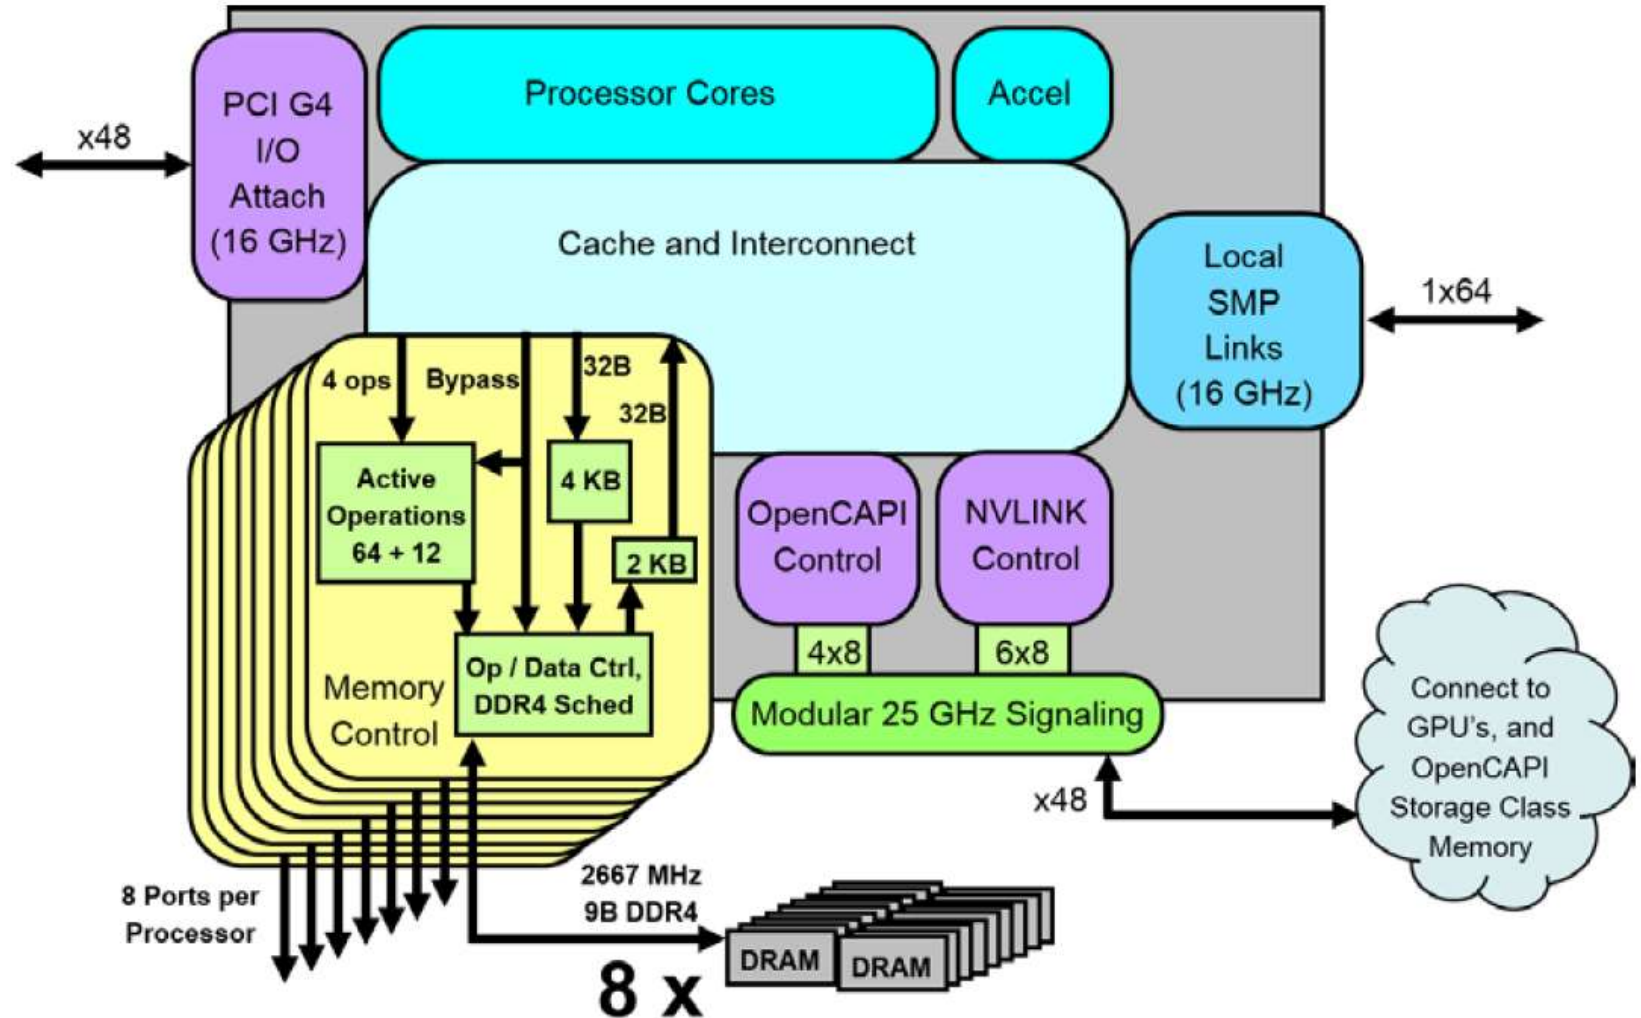 PCI G4
I/O
Attach
(16 GHz)
x48
Processor Cores
Accel
Cache and Interconnect
Local
SMP
Links
(16 GHz)
1x64
4 ops
Bypass
32B
32B
Active
Operations
64 + 12
4 KB
2 KB
Op / Data Ctrl,
DDR4 Sched
Memory
Control
OpenCAPI
Control
NVLINK
Control
4x8
6x8
Modular 25 GHz Signaling
x48
Connect to
GPU's, and
OpenCAPI
Storage Class
Memory
8 Ports per
Processor
2667 MHz
9B DDR4
8 x
DRAM
DRAM